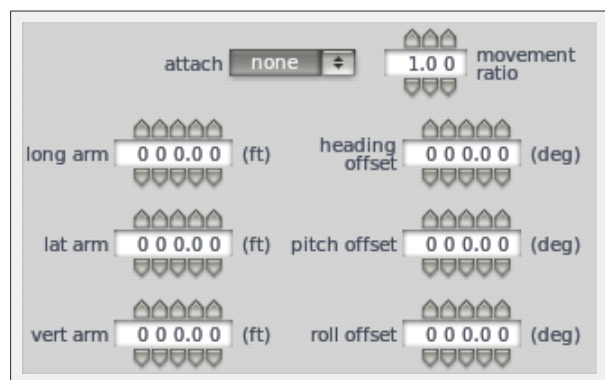 attach none 1.0 0 movement ratio
long arm 0 0 0.0 0 (ft) heading offset 0 0 0.0 0 (deg)
lat arm 0 0 0.0 0 (ft) pitch offset 0 0 0.0 0 (deg)
vert arm 0 0 0.0 0 (ft) roll offset 0 0 0.0 0 (deg)